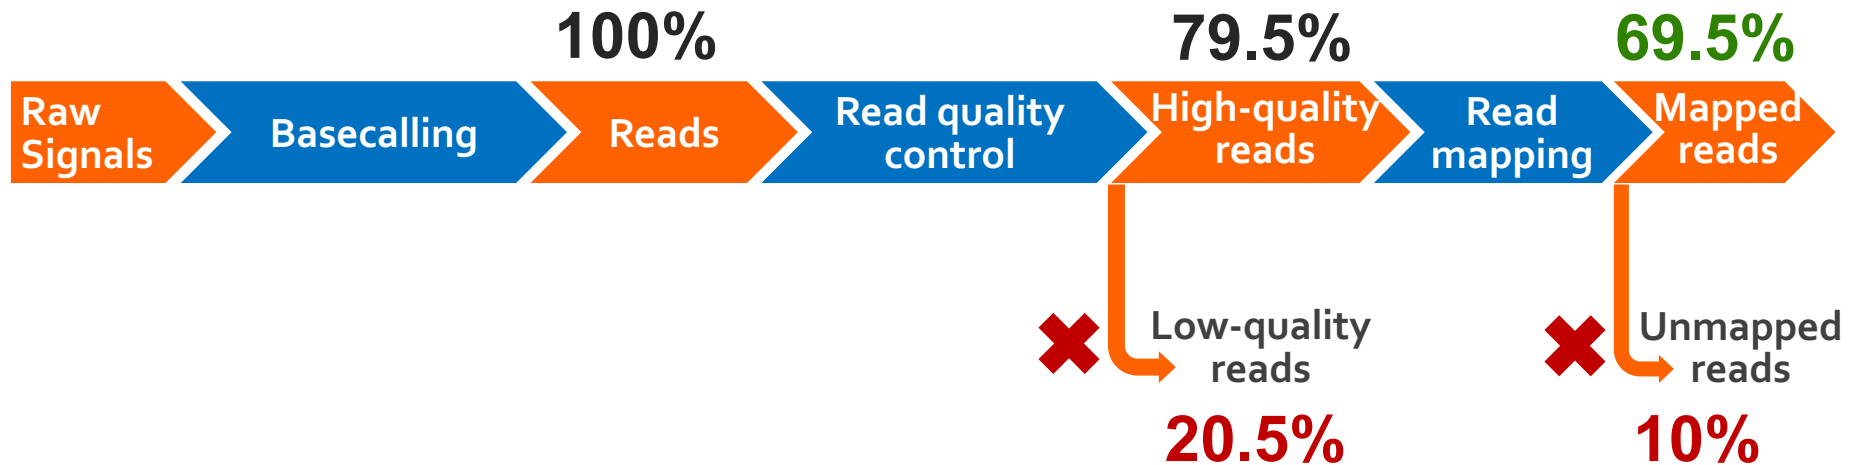 100%
79.5%
69.5%
Raw
Signals
Basecalling
Reads
Read quality
control
High-quality
reads
Read
mapping
Mapped
reads
Low-quality
reads
20.5%
Unmapped
reads
10%